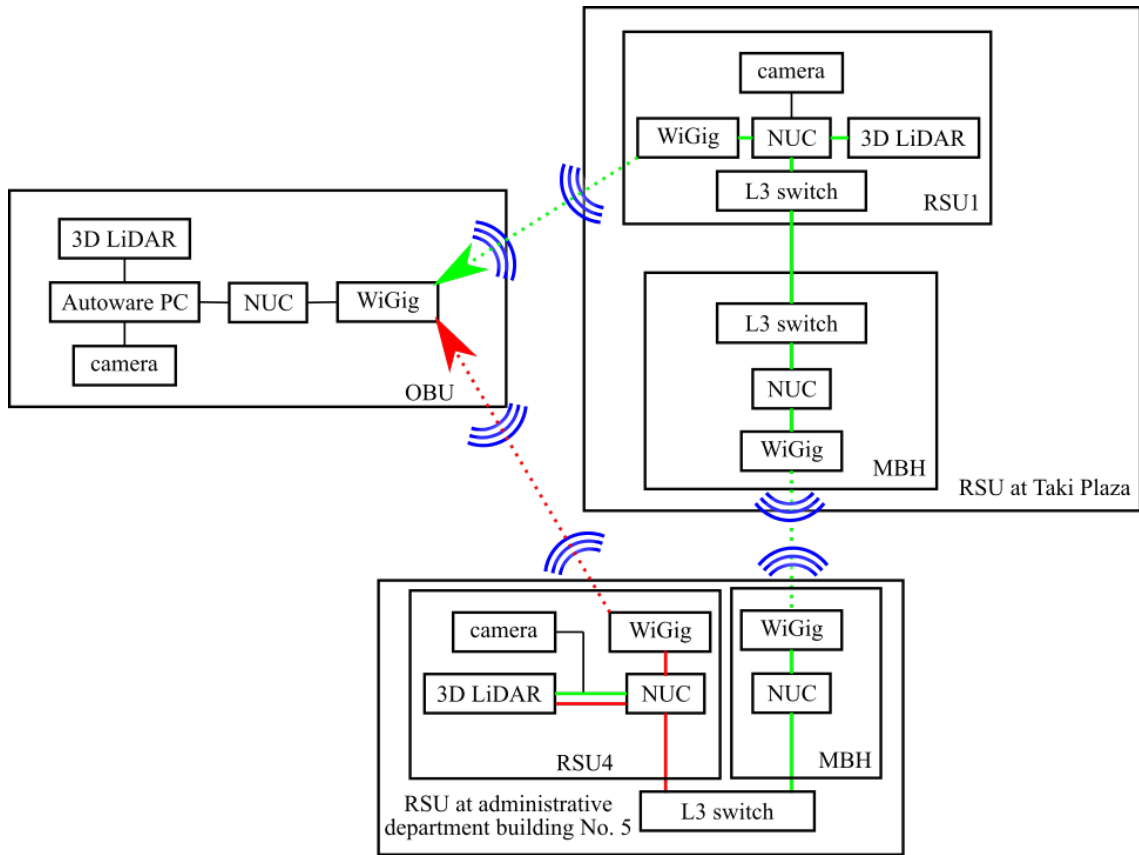 camera
WiGig
NUC
3D LiDAR
L3 switch
RSU1
3D LiDAR
Autoware PC
NUC
WiGig
camera
OBU
L3 switch
NUC
WiGig
MBH
RSU at Taki Plaza
camera
WiGig
3D LiDAR
NUC
RSU4
WiGig
NUC
MBH
RSU at administrative
department building No. 5
L3 switch